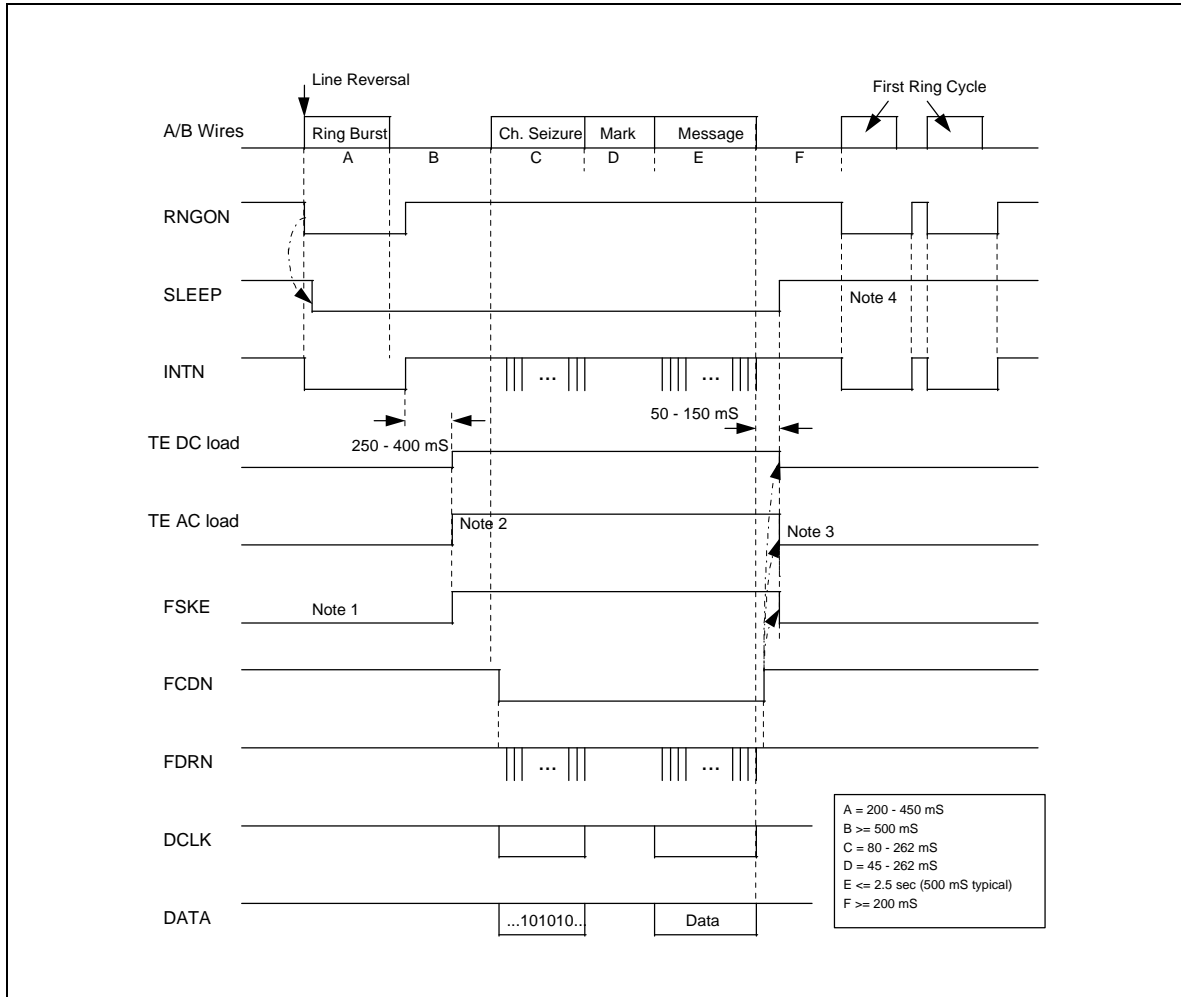 Line Reversal
First Ring Cycle
A/B Wires
Ring Burst
Ch. Seizure
Mark
Message
A
B
C
D
E
F
RNGON
SLEEP
Note 4
INTN
...
...
50 - 150 mS
250 - 400 mS
TE DC load
TE AC load
Note 2
Note 3
FSKE
Note 1
FCDN
FDRN
...
...
DCLK
DATA
...101010...
Data
A = 200 - 450 mS
B >= 500 mS
C = 80 - 262 mS
D = 45 - 262 mS
E <= 2.5 sec (500 mS typical)
F >= 200 mS